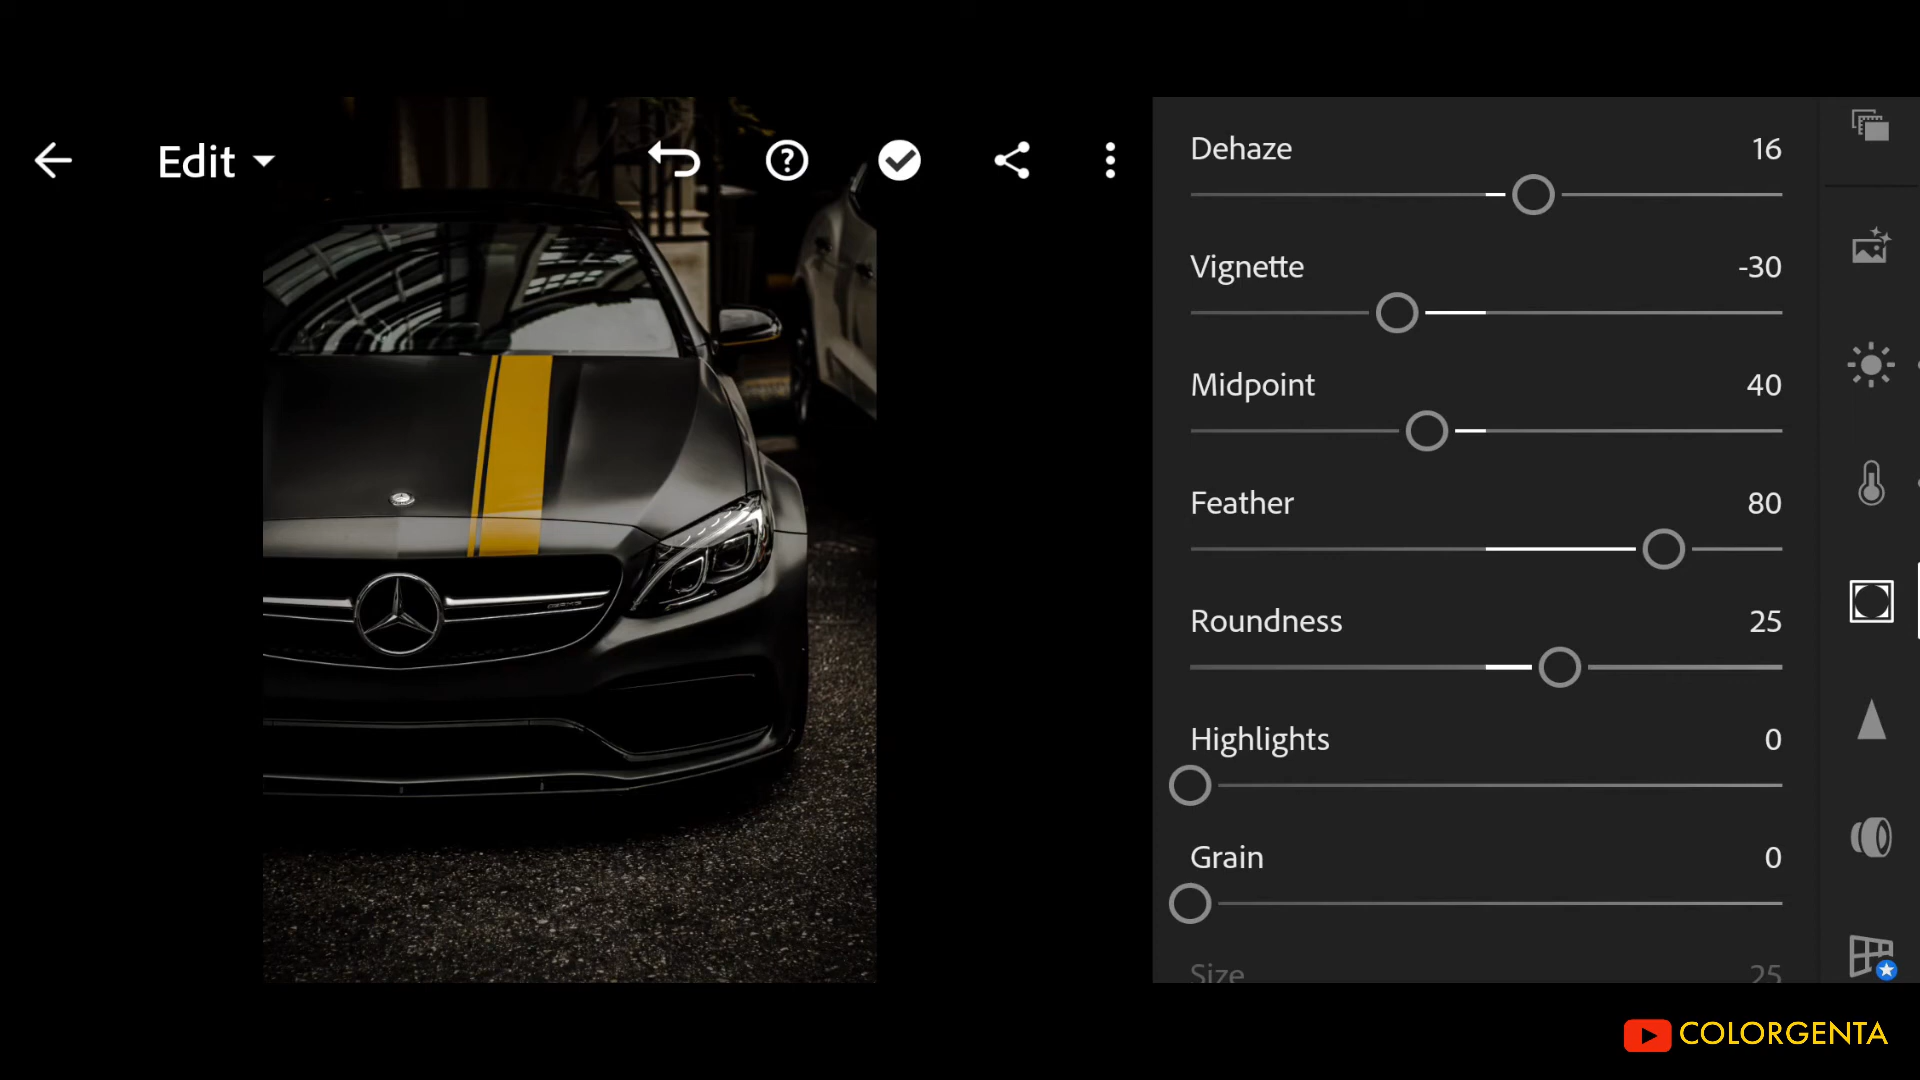 Edit
Dehaze 16
Vignette -30
Midpoint 40
Feather 80
Roundness 25
Highlights 0
Grain 0
Size 25
COLORGENTA